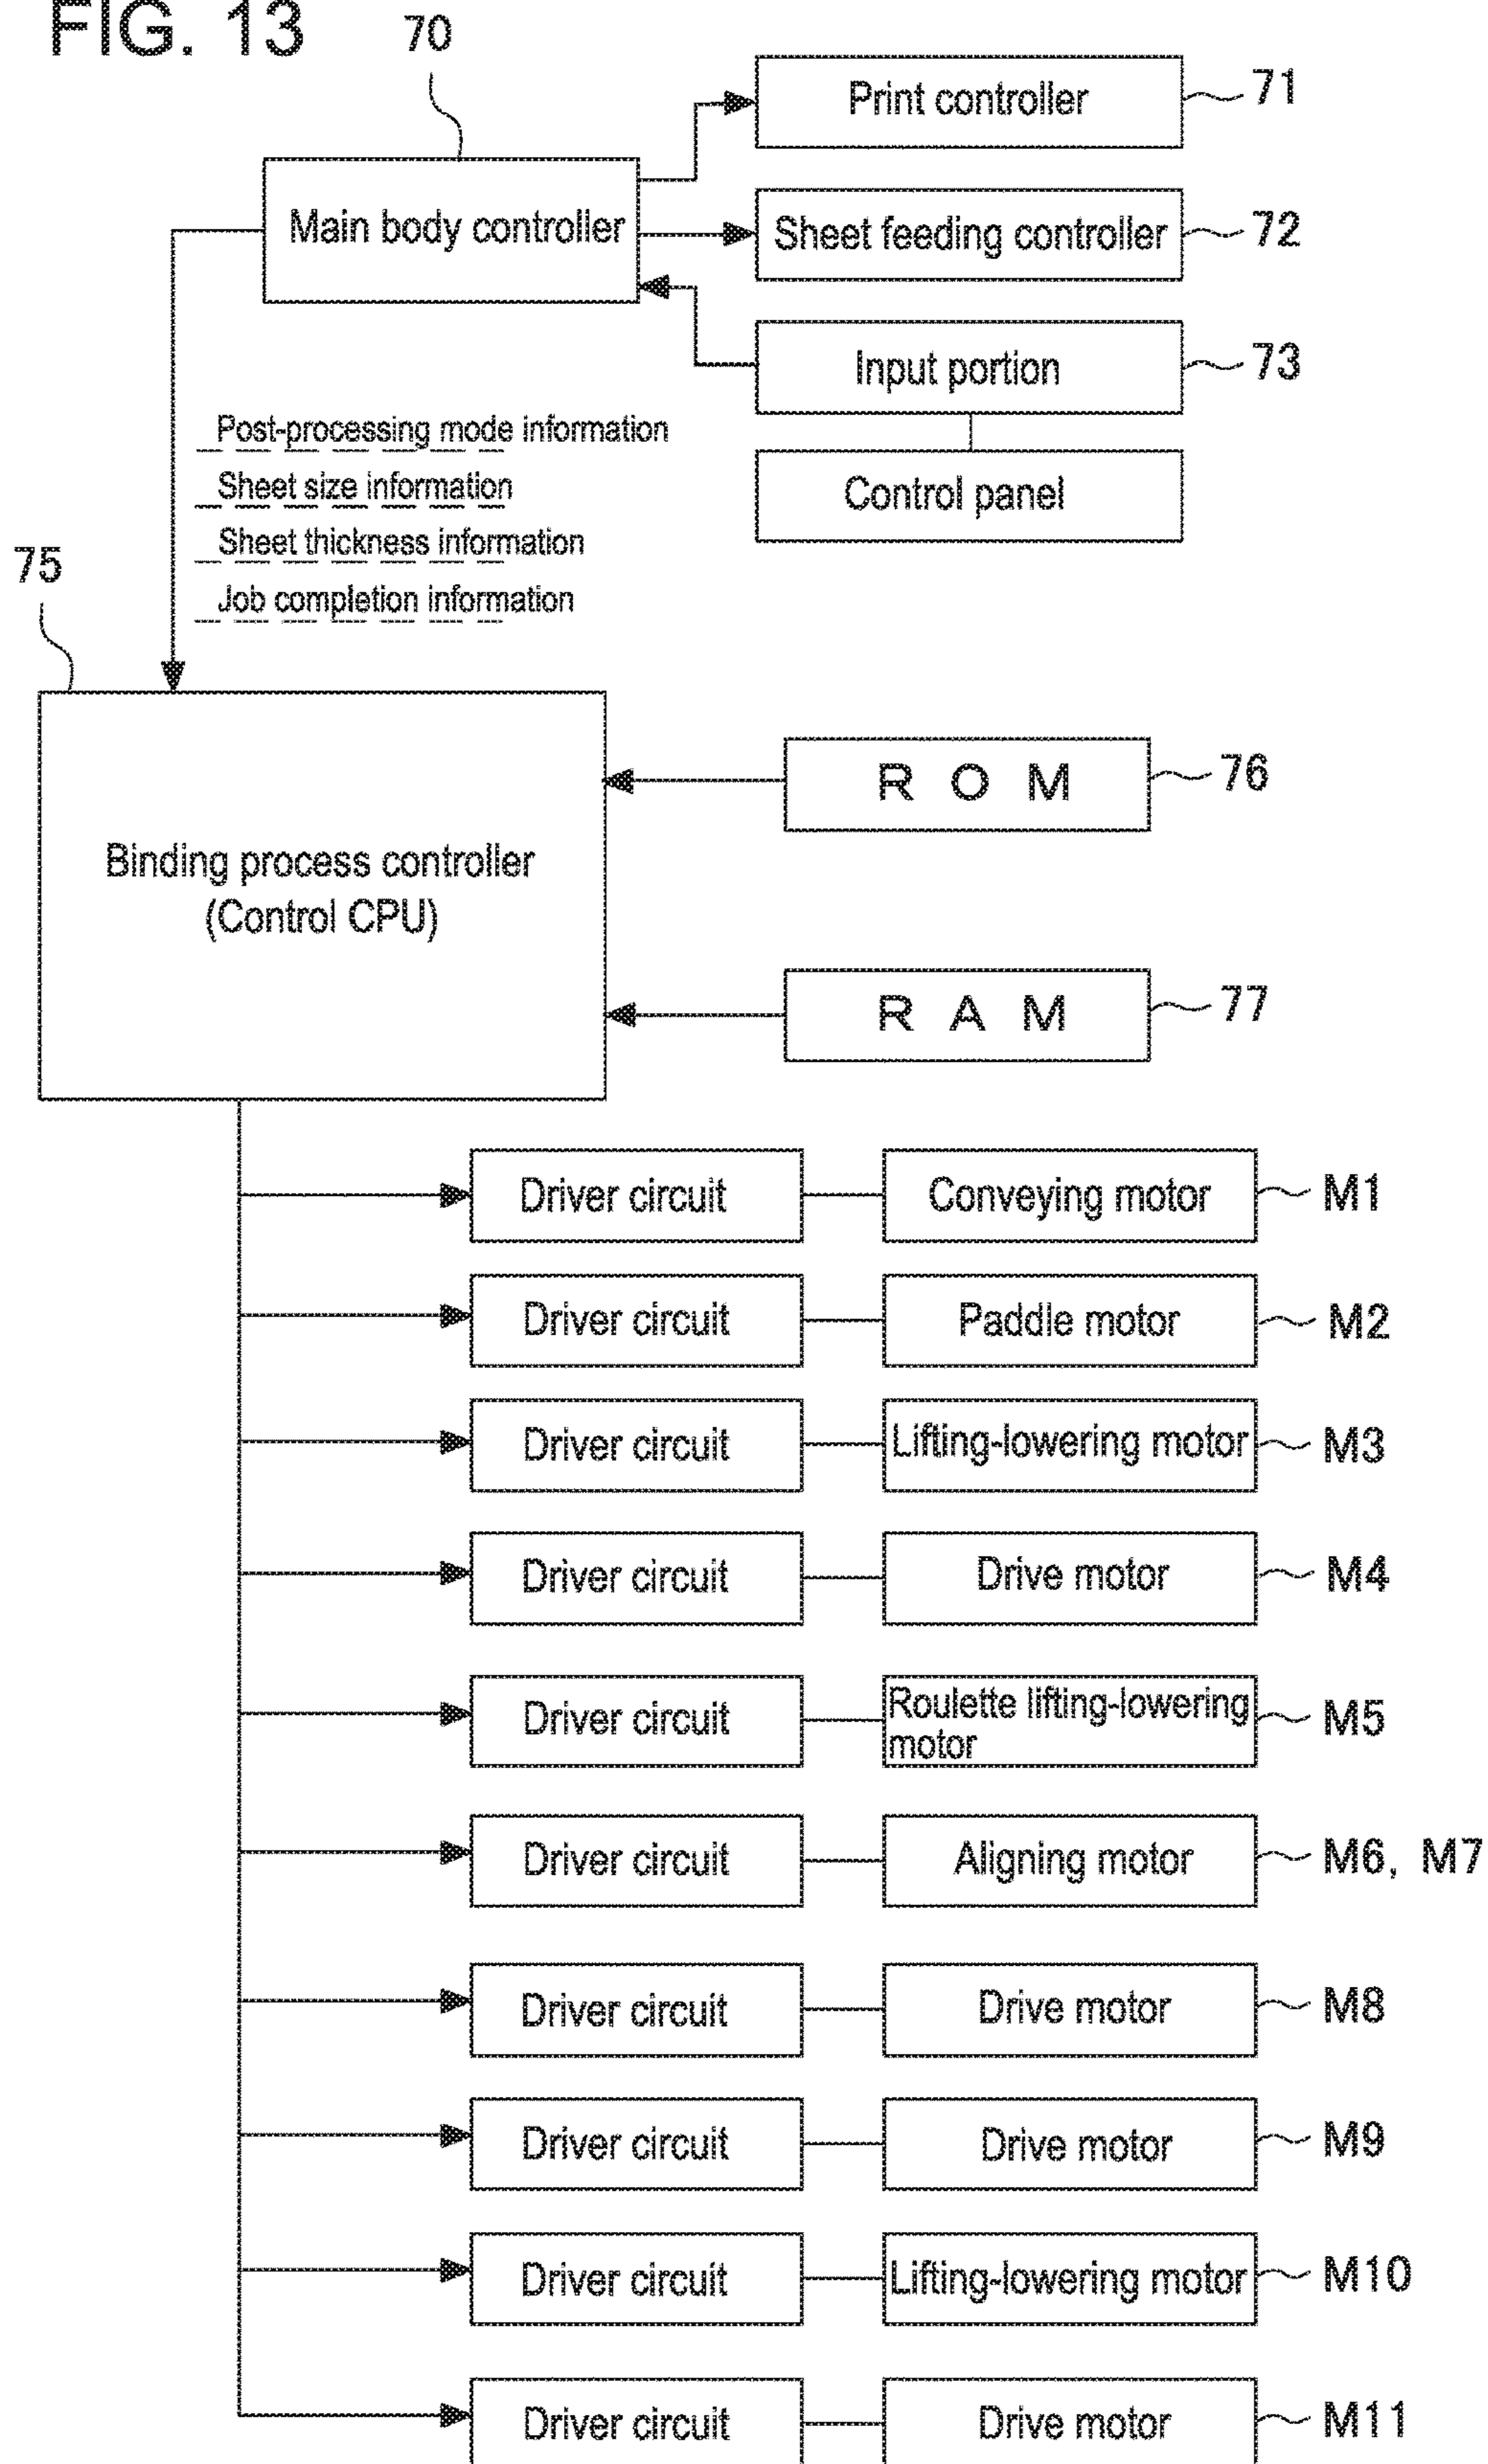 FIG. 13
70
Print controller
71
Main body controller
Sheet feeding controller
72
Input portion
73
Post-processing mode information
Control panel
Sheet size information
Sheet thickness information
Job completion information
75
ROM
76
Binding process controller
(Control CPU)
RAM
77
Driver circuit
Conveying motor
M1
Driver circuit
Paddle motor
M2
Driver circuit
Lifting-lowering motor
M3
Driver circuit
Drive motor
M4
Driver circuit
Roulette lifting-lowering
motor
M5
Driver circuit
Aligning motor
M6, M7
Driver circuit
Drive motor
M8
Driver circuit
Drive motor
M9
Driver circuit
Lifting-lowering motor
M10
Driver circuit
Drive motor
M11